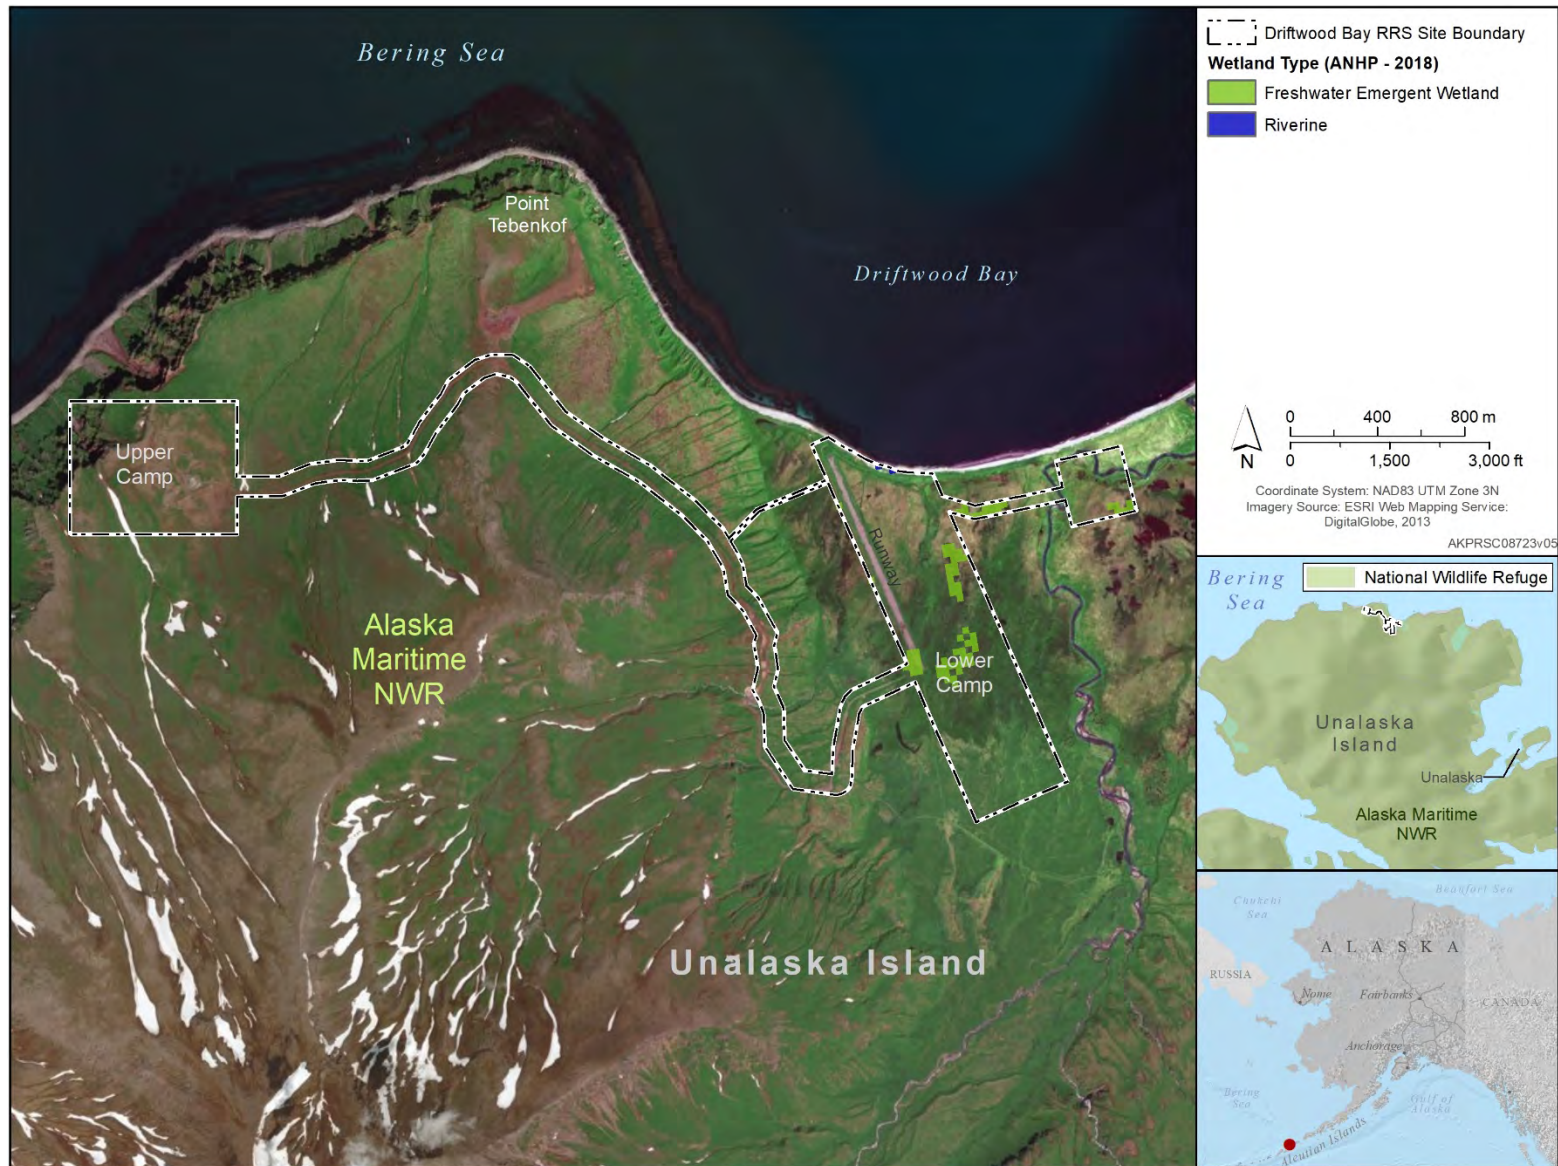 Bering Sea
Point
Tebenkof
Driftwood Bay
Upper
Camp
Runway
Alaska
Maritime
NWR
Lower
Camp
Unalaska Island
Driftwood Bay RRS Site Boundary
Wetland Type (ANHP - 2018)
Freshwater Emergent Wetland
Riverine
N
0 400 800 m
0 1,500 3,000 ft
Coordinate System: NAD83 UTM Zone 3N
Imagery Source: ESRI Web Mapping Service:
DigitalGlobe, 2013
AKPRSC08723v05
Bering
Sea
National Wildlife Refuge
Unalaska
Island
Unalaska
Alaska Maritime
NWR
Chukchi
Sea
Beaufort Sea
ALASKA
RUSSIA
Nome
Fairbanks
CANADA
Anchorage
Bering
Sea
Gulf of
Alaska
Aleutian Islands